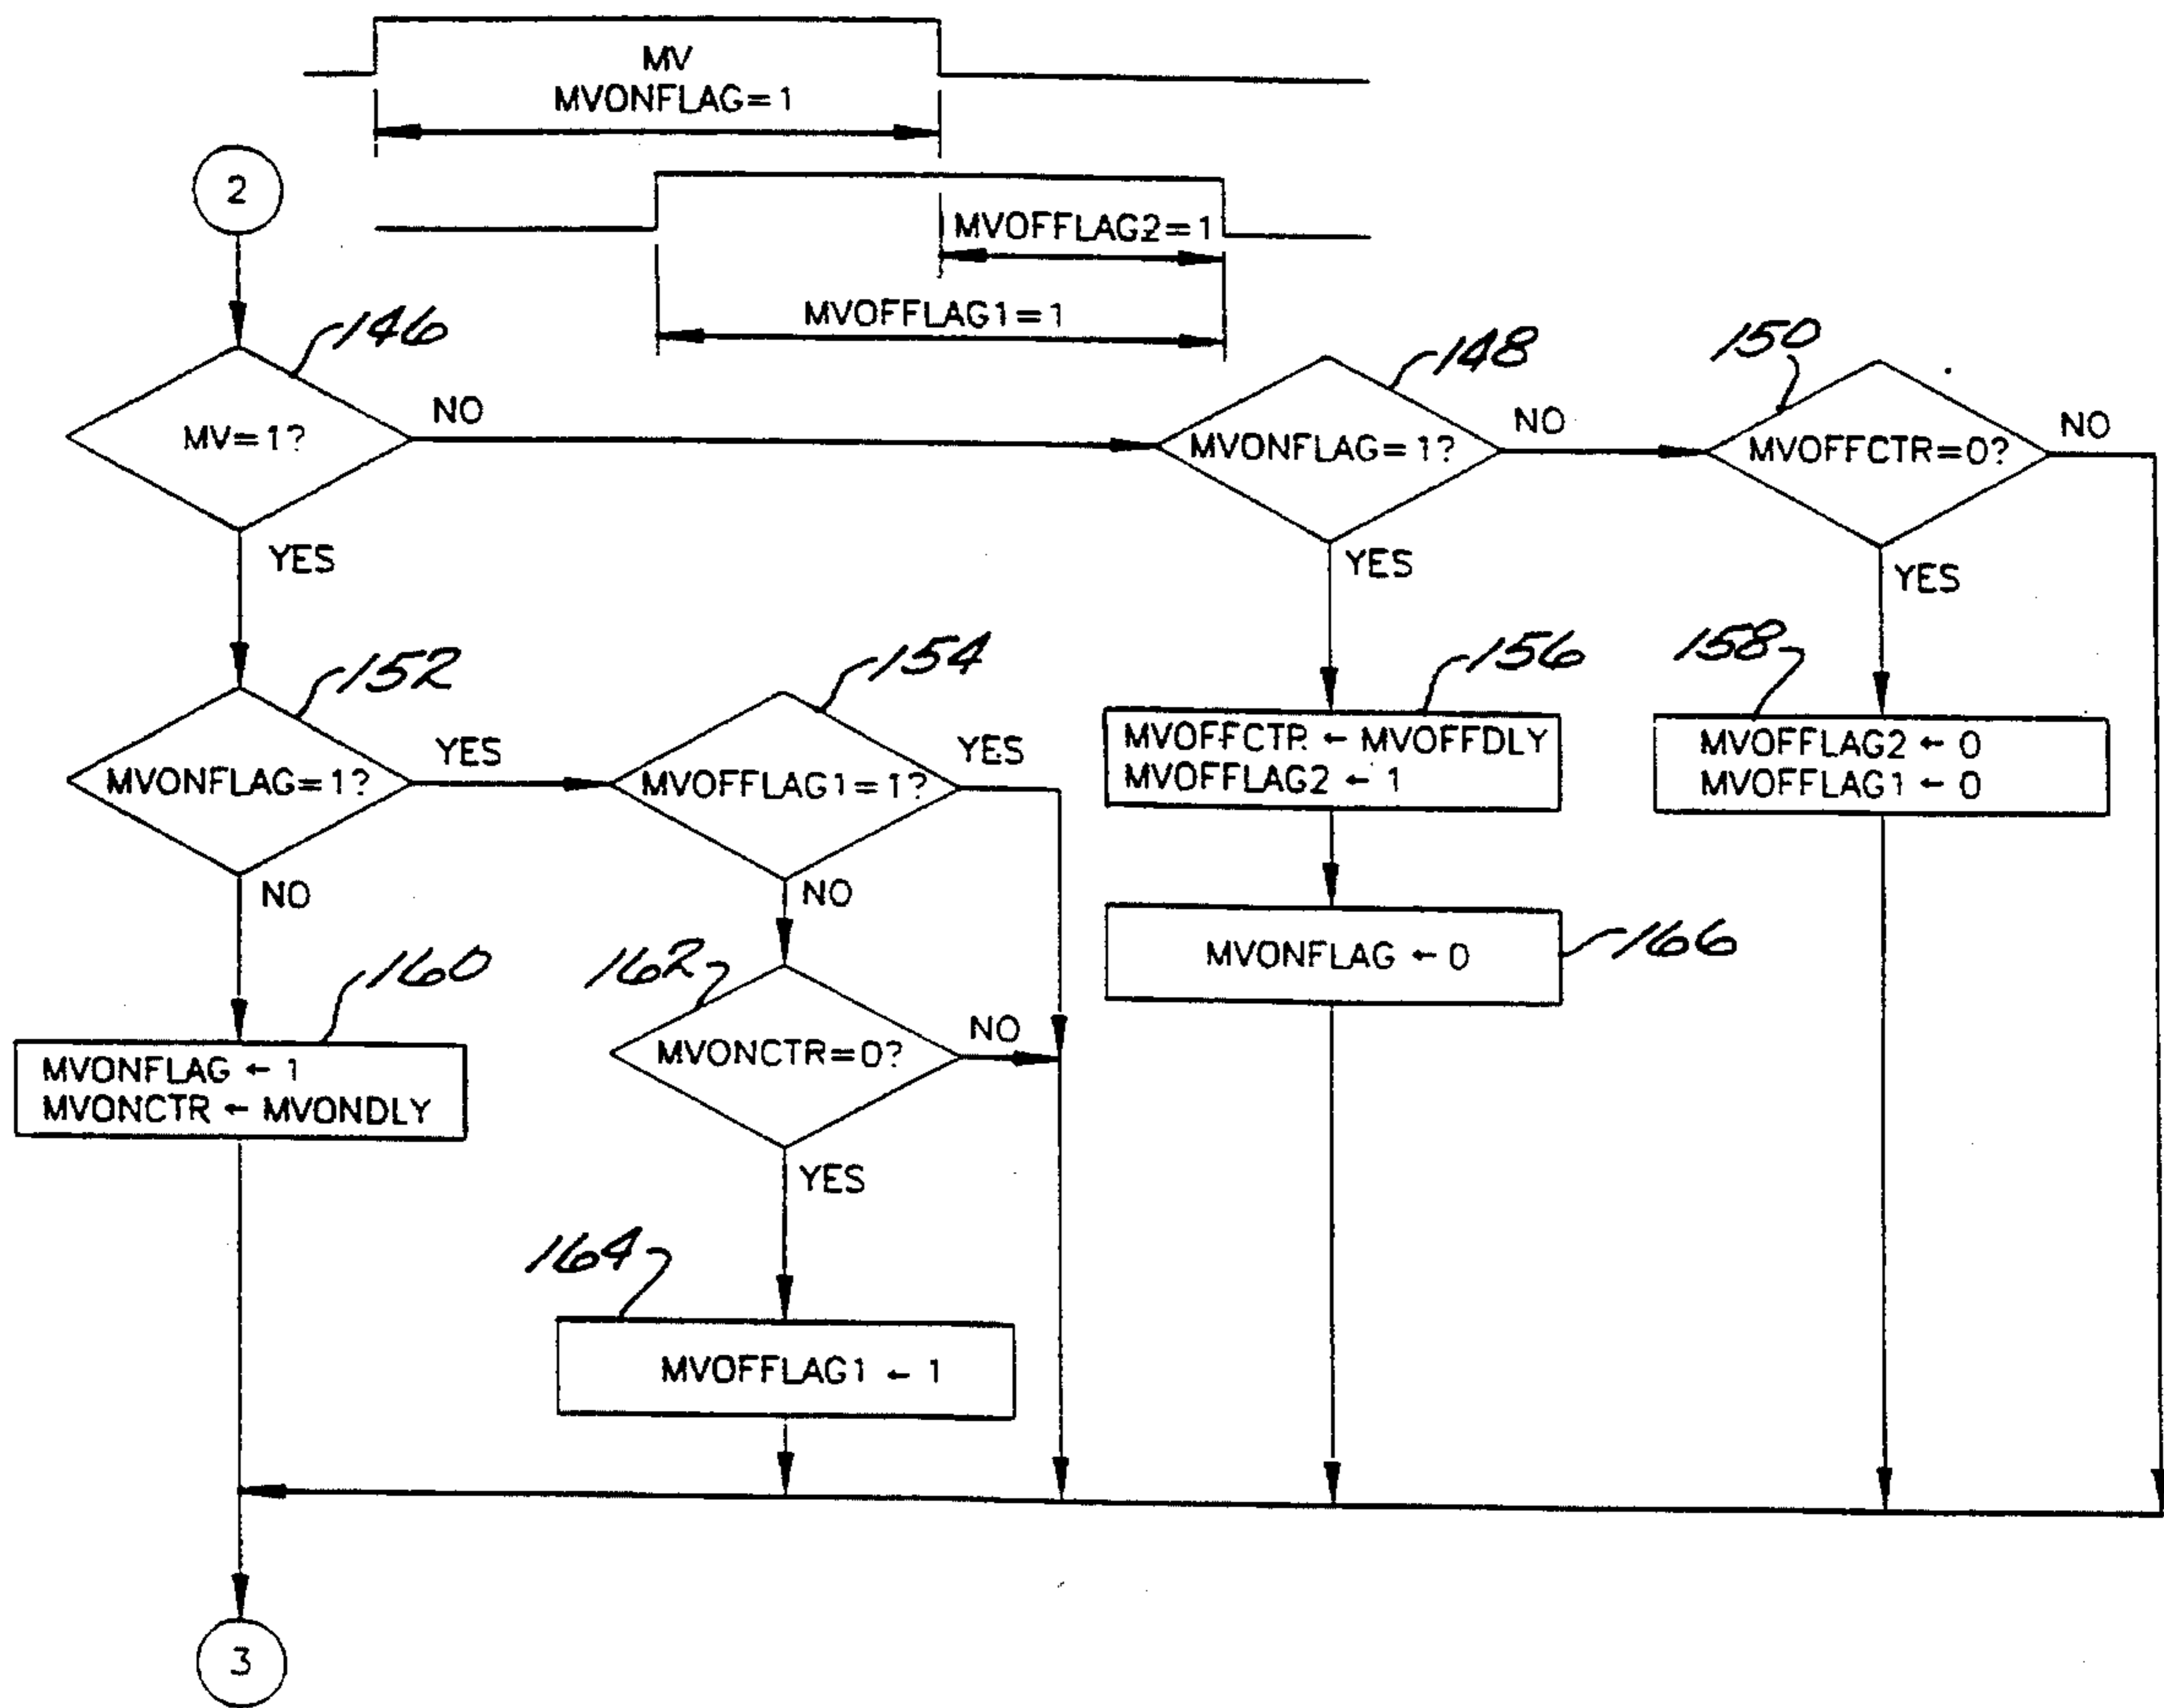 MV
MVONFLAG=1
2
MVOFFLAG2=1
MVOFFLAG1=1
146
148
150
MV=1?
NO
MVONFLAG=1?
NO
MVOFFCTR=0?
NO
YES
YES
YES
152
154
156
158
MVONFLAG=1?
YES
MVOFFLAG1=1?
YES
MVOFFCTR ← MVOFFDLY
MVOFFLAG2 ← 1
MVOFFLAG2 ← 0
MVOFFLAG1 ← 0
NO
NO
160
162
MVONFLAG ← 0
166
MVONFLAG ← 1
MVONCTR ← MVONDLY
MVONCTR=0?
NO
YES
164
MVOFFLAG1 ← 1
3